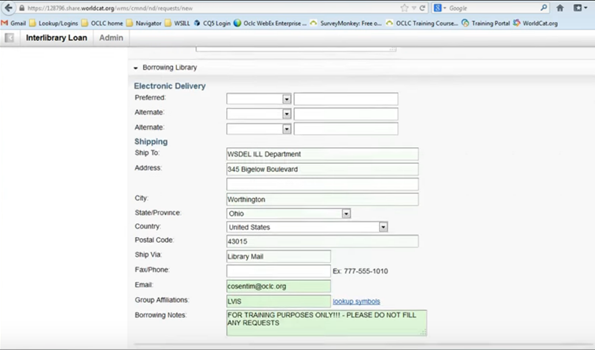 https://128796.share.worldcat.org/wms/cmnd/nd/requests/new
Google
Gmail Lookup/Logins OCLC home Navigator WSILL CQ5 Login Oclc WebEx Enterprise ... SurveyMonkey: Free o... OCLC Training Course... Training Portal WorldCat.org
Interlibrary Loan Admin
Borrowing Library
Electronic Delivery
Preferred:
Alternate:
Alternate:
Shipping
Ship To: WSDEL ILL Department
Address: 345 Bigelow Boulevard
City: Worthington
State/Province: Ohio
Country: United States
Postal Code: 43015
Ship Via: Library Mail
Fax/Phone: Ex: 777-555-1010
Email: cosentim@oclc.org
Group Affiliations: LVIS lookup symbols
Borrowing Notes: FOR TRAINING PURPOSES ONLY!!! - PLEASE DO NOT FILL
ANY REQUESTS